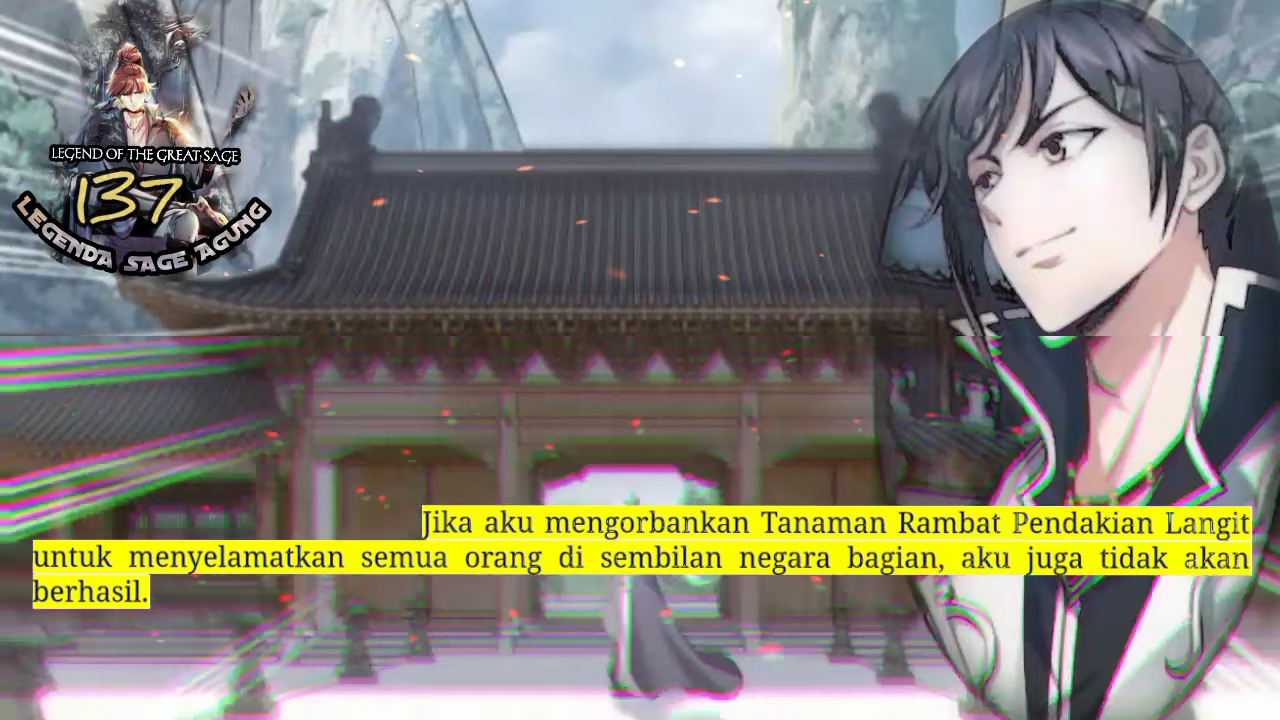 LEGEND OF THE GREAT SAGE
137
LEGENDA SAGE AGUNG
Jika aku mengorbankan Tanaman Rambat Pendakian Langit
untuk menyelamatkan semua orang di sembilan negara bagian, aku juga tidak akan
berhasil.